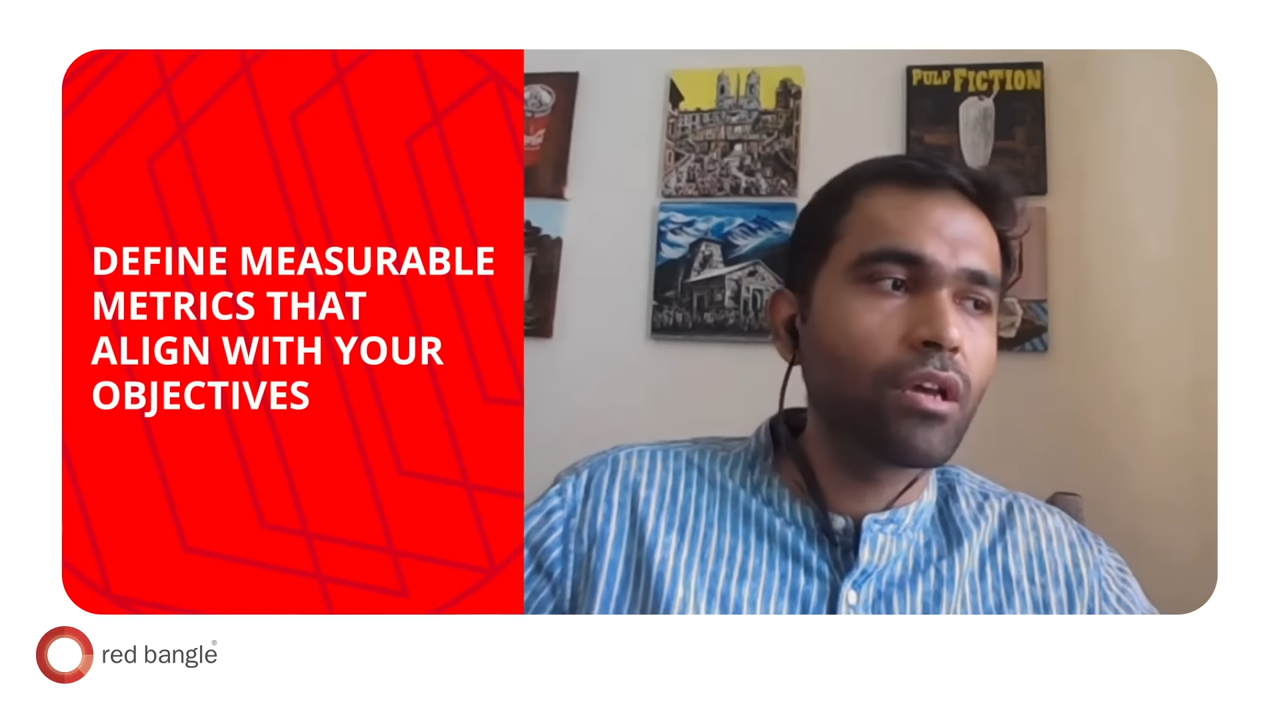 PULP FICTION
DEFINE MEASURABLE
METRICS THAT
ALIGN WITH YOUR
OBJECTIVES
red bangle®